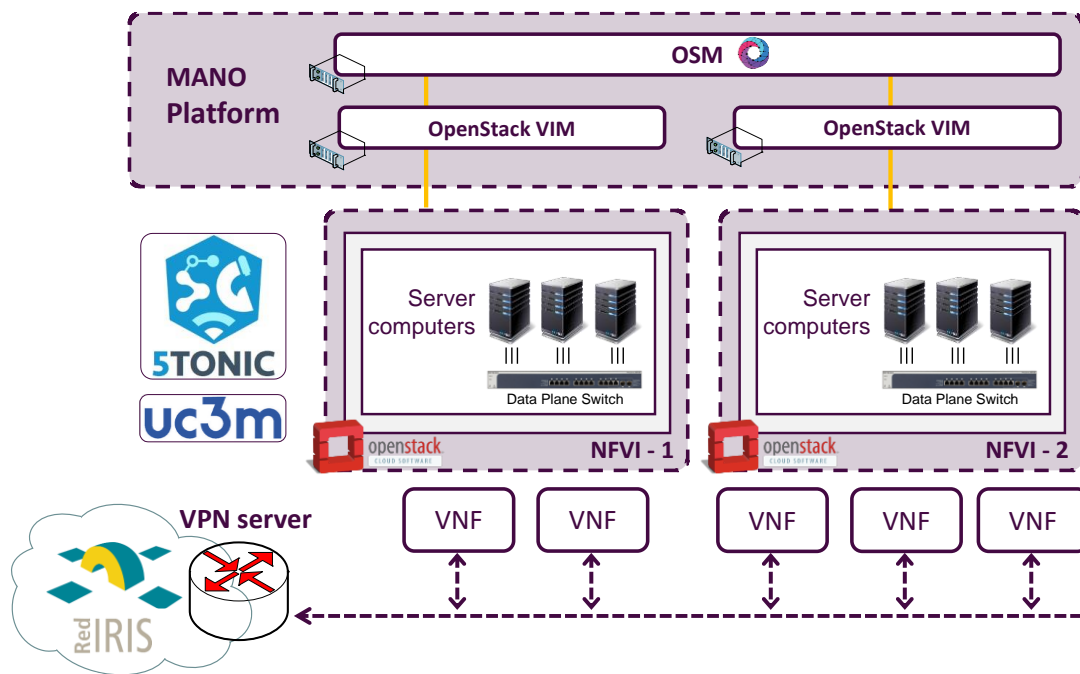 OSM
MANO
Platform
OpenStack VIM
OpenStack VIM
5TONIC
uc3m
Server
computers
Data Plane Switch
openstack
CLOUD SOFTWARE
NFVI - 1
Server
computers
Data Plane Switch
openstack
CLOUD SOFTWARE
NFVI - 2
VNF
VNF
VNF
VNF
VNF
VPN server
Red
IRIS